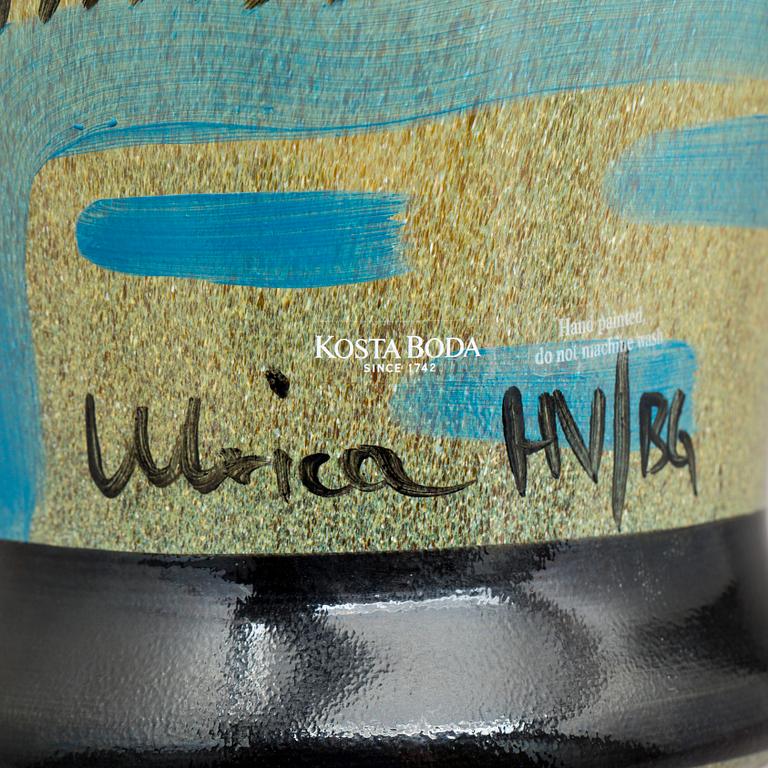 Hand painted,
do not machine wash
KOSTA BODA
SINCE 1742
Ulrica HV/BG